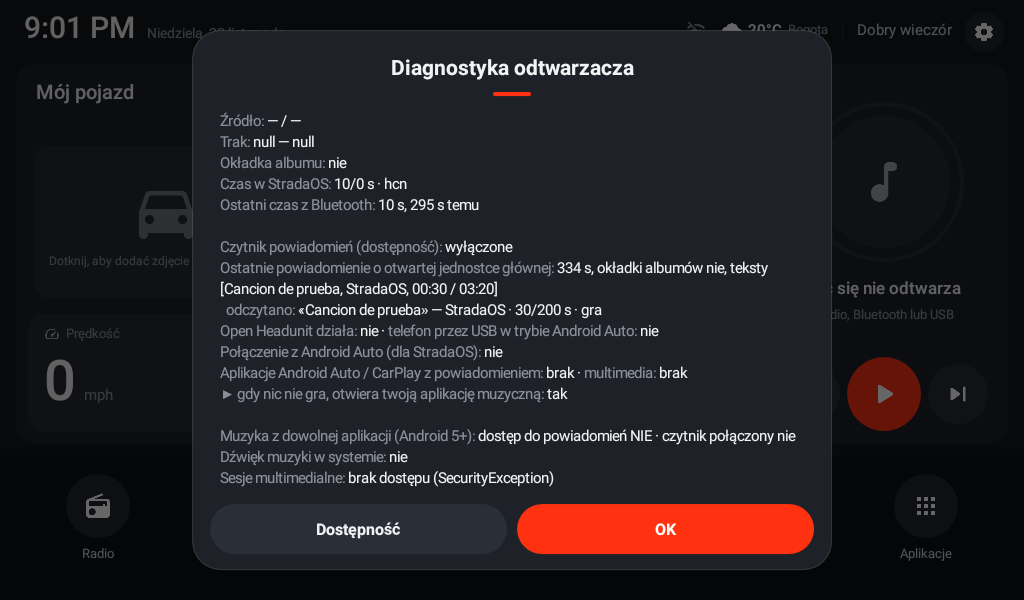 9:01 PM
Niedziela,
20°C Bogota
Dobry wieczór
Mój pojazd
Dotknij, aby dodać zdjęcie
Prędkość
0 mph
Diagnostyka odtwarzacza
Źródło: — / —
Trak: null — null
Okładka albumu: nie
Czas w StradaOS: 10/0 s · hcn
Ostatni czas z Bluetooth: 10 s, 295 s temu
Czytnik powiadomień (dostępność): wyłączone
Ostatnie powiadomienie o otwartej jednostce głównej: 334 s, okładki albumów nie, teksty
[Cancion de prueba, StradaOS, 00:30 / 03:20]
odczytano: «Cancion de prueba» — StradaOS · 30/200 s · gra
Open Headunit działa: nie · telefon przez USB w trybie Android Auto: nie
Połączenie z Android Auto (dla StradaOS): nie
Aplikacje Android Auto / CarPlay z powiadomieniem: brak · multimedia: brak
► gdy nic nie gra, otwiera twoją aplikację muzyczną: tak
Muzyka z dowolnej aplikacji (Android 5+): dostęp do powiadomień NIE · czytnik połączony nie
Dźwięk muzyki w systemie: nie
Sesje multimedialne: brak dostępu (SecurityException)
Dostępność
OK
się nie odtwarza
Bluetooth lub USB
Radio
Aplikacje